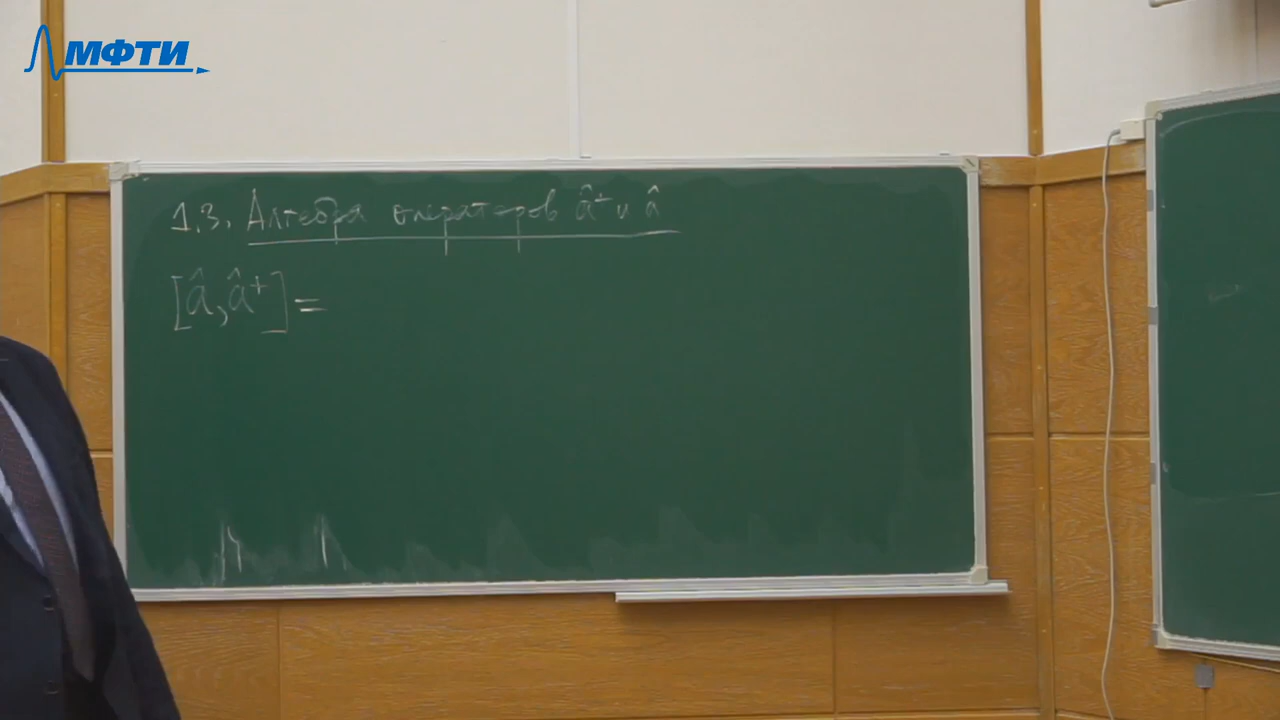 МФТИ
1.3. Алгебра операторов â⁺ и â
[â,â⁺]=